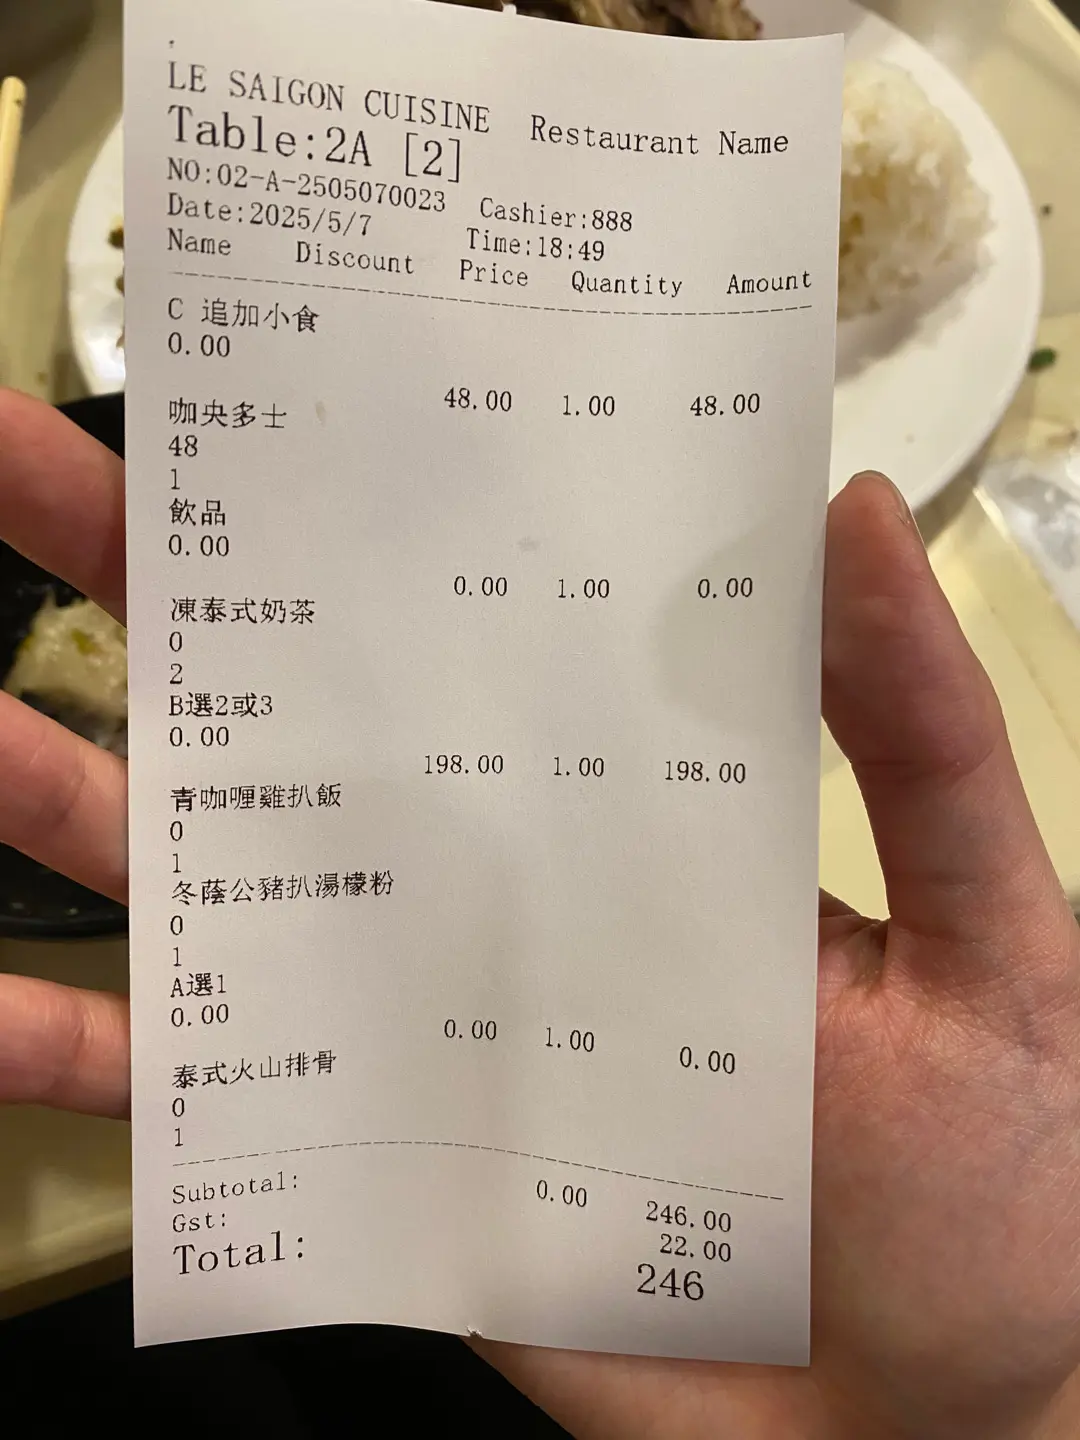 LE SAIGON CUISINE Restaurant Name
Table:2A [2]
NO:02-A-2505070023 Cashier:888
Date:2025/5/7 Time:18:49
Name Discount Price Quantity Amount
C 追加小食
0.00
48.00 1.00 48.00
咖央多士
48
1
飲品
0.00
0.00 1.00 0.00
凍泰式奶茶
0
2
B選2或3
0.00
198.00 1.00 198.00
青咖喱雞扒飯
0
1
冬蔭公豬扒湯檬粉
0
1
A選1
0.00
0.00 1.00 0.00
泰式火山排骨
0
1
Subtotal: 0.00 246.00
Gst: 22.00
Total: 246